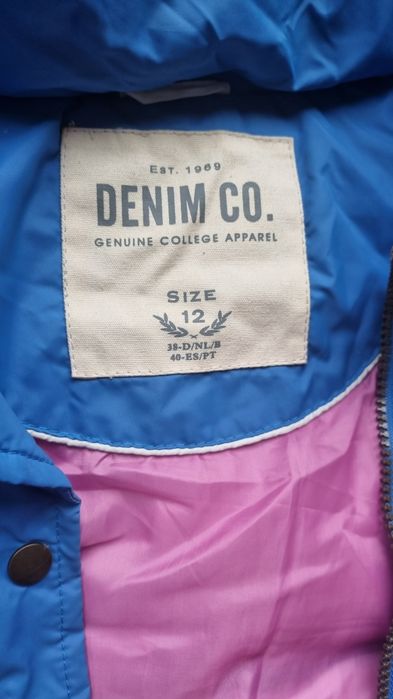 EST. 1969
DENIM CO.
GENUINE COLLEGE APPAREL
SIZE
12
38-D/NL/B
40-ES/PT